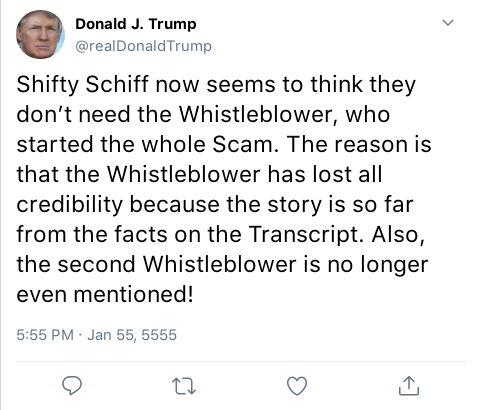 Donald J. Trump
@realDonaldTrump
Shifty Schiff now seems to think they
don’t need the Whistleblower, who
started the whole Scam. The reason is
that the Whistleblower has lost all
credibility because the story is so far
from the facts on the Transcript. Also,
the second Whistleblower is no longer
even mentioned!
5:55 PM · Jan 55, 5555